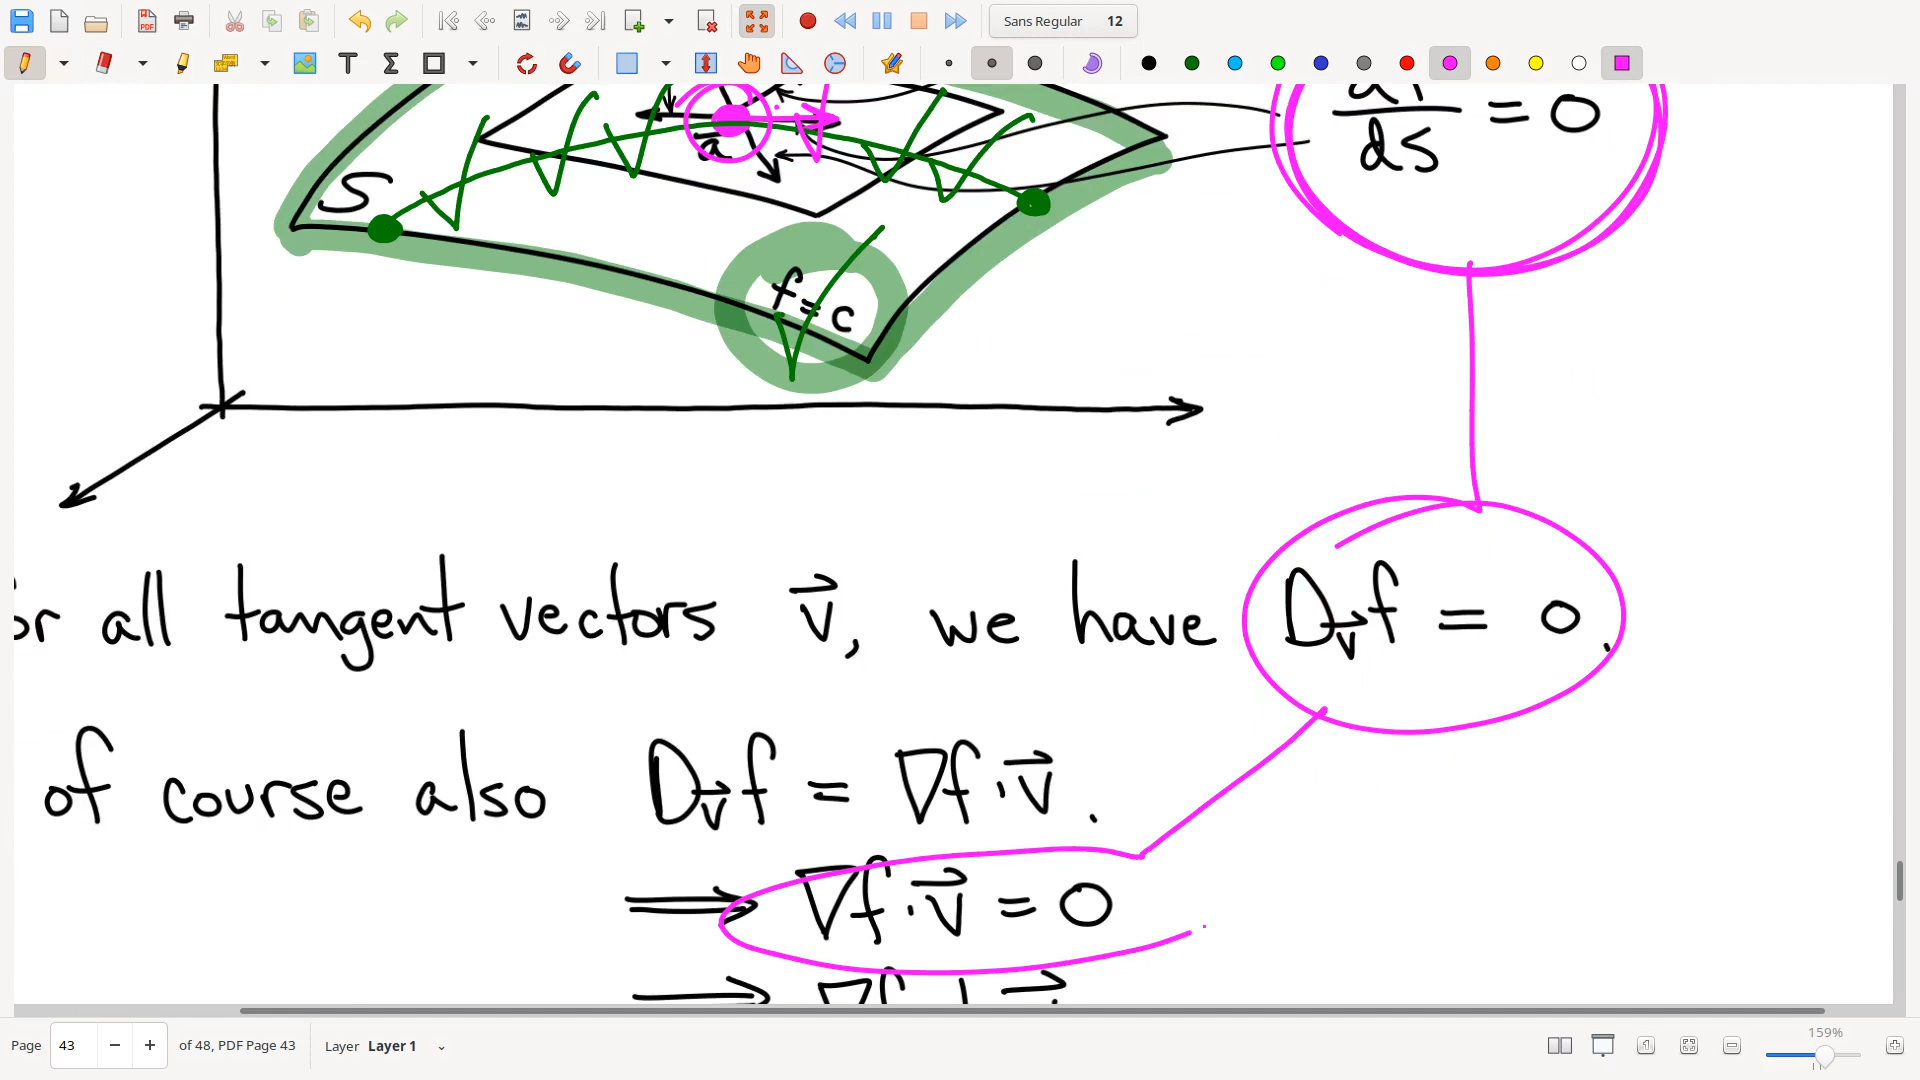 Sans Regular 12
df/ds = 0
a
S
f = c
or all tangent vectors v⃗, we have D_v⃗ f = 0.
of course also D_v⃗ f = ∇f · v⃗.
⟹ ∇f · v⃗ = 0
⟹ ∇f ⊥ v⃗.
Page 43 of 48, PDF Page 43 Layer Layer 1 159%